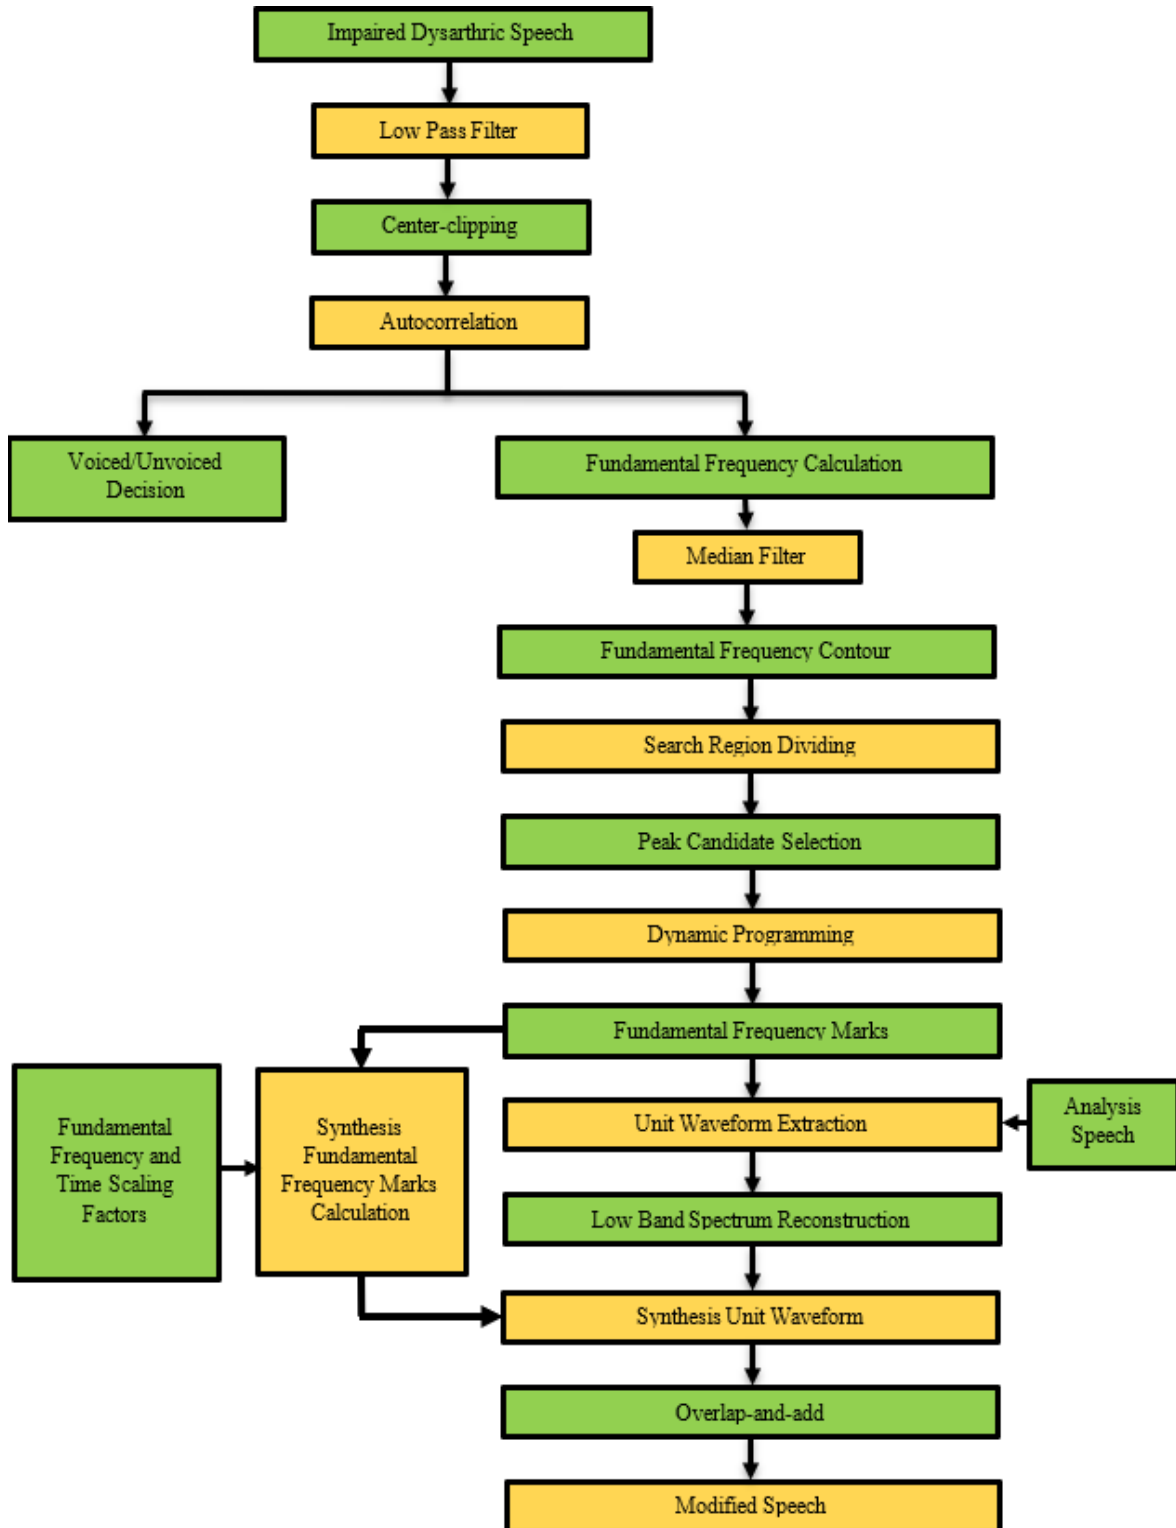 Impaired Dysarthric Speech
Low Pass Filter
Center-clipping
Autocorrelation
Voiced/Unvoiced
Decision
Fundamental Frequency Calculation
Median Filter
Fundamental Frequency Contour
Search Region Dividing
Peak Candidate Selection
Dynamic Programming
Fundamental Frequency Marks
Fundamental
Frequency and
Time Scaling
Factors
Synthesis
Fundamental
Frequency Marks
Calculation
Unit Waveform Extraction
Analysis
Speech
Low Band Spectrum Reconstruction
Synthesis Unit Waveform
Overlap-and-add
Modified Speech